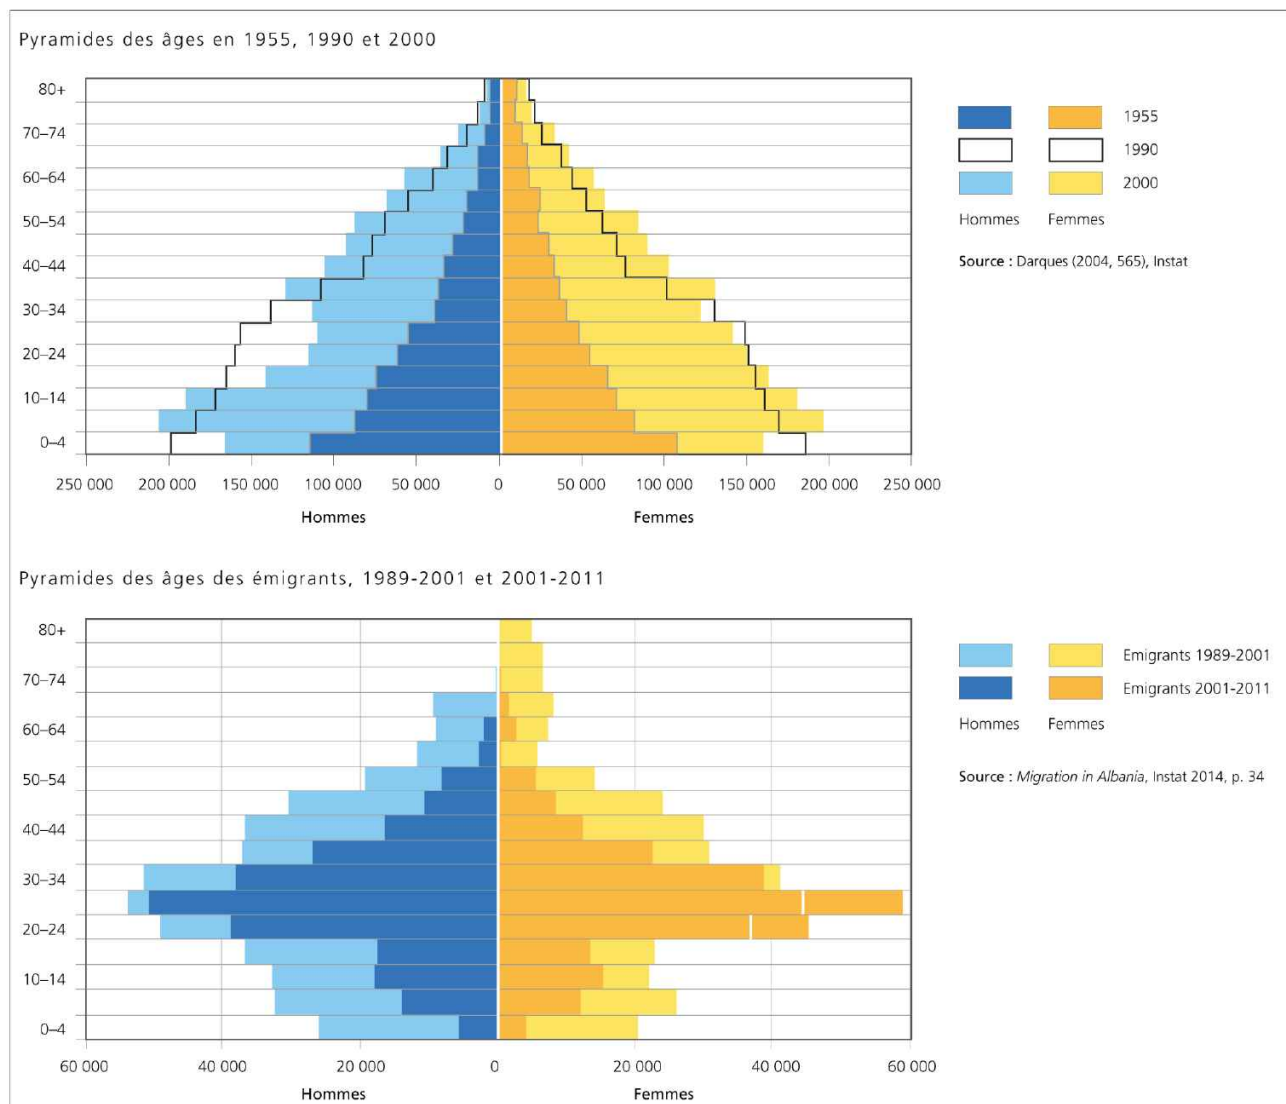 Pyramides des âges en 1955, 1990 et 2000
80+
70–74
60–64
50–54
40–44
30–34
20–24
10–14
0–4
250 000 200 000 150 000 100 000 50 000 0 50 000 100 000 150 000 200 000 250 000
Hommes Femmes
1955
1990
2000
Hommes Femmes
Source : Darques (2004, 565), Instat
Pyramides des âges des émigrants, 1989-2001 et 2001-2011
80+
70–74
60–64
50–54
40–44
30–34
20–24
10–14
0–4
60 000 40 000 20 000 0 20 000 40 000 60 000
Hommes Femmes
Emigrants 1989-2001
Emigrants 2001-2011
Hommes Femmes
Source : Migration in Albania, Instat 2014, p. 34